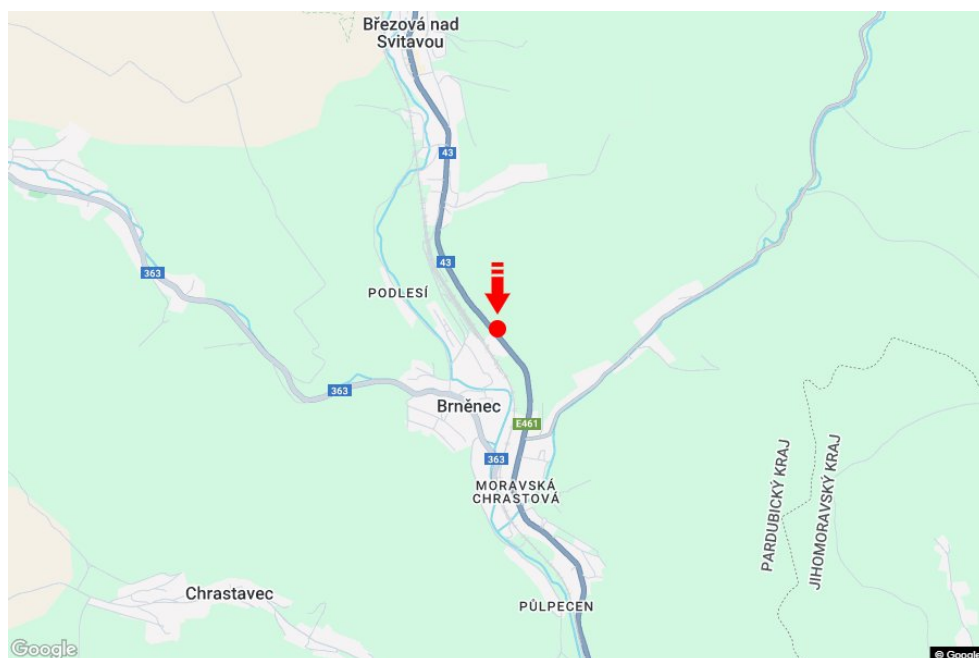 Březová nad
Svitavou
43
43
363
PODLESÍ
363
Brněnec
E461
363
MORAVSKÁ
CHRASTOVÁ
PARDUBICKÝ KRAJ
JIHOMORAVSKÝ KRAJ
Chrastavec
PŮLPECEN
Google
© Google